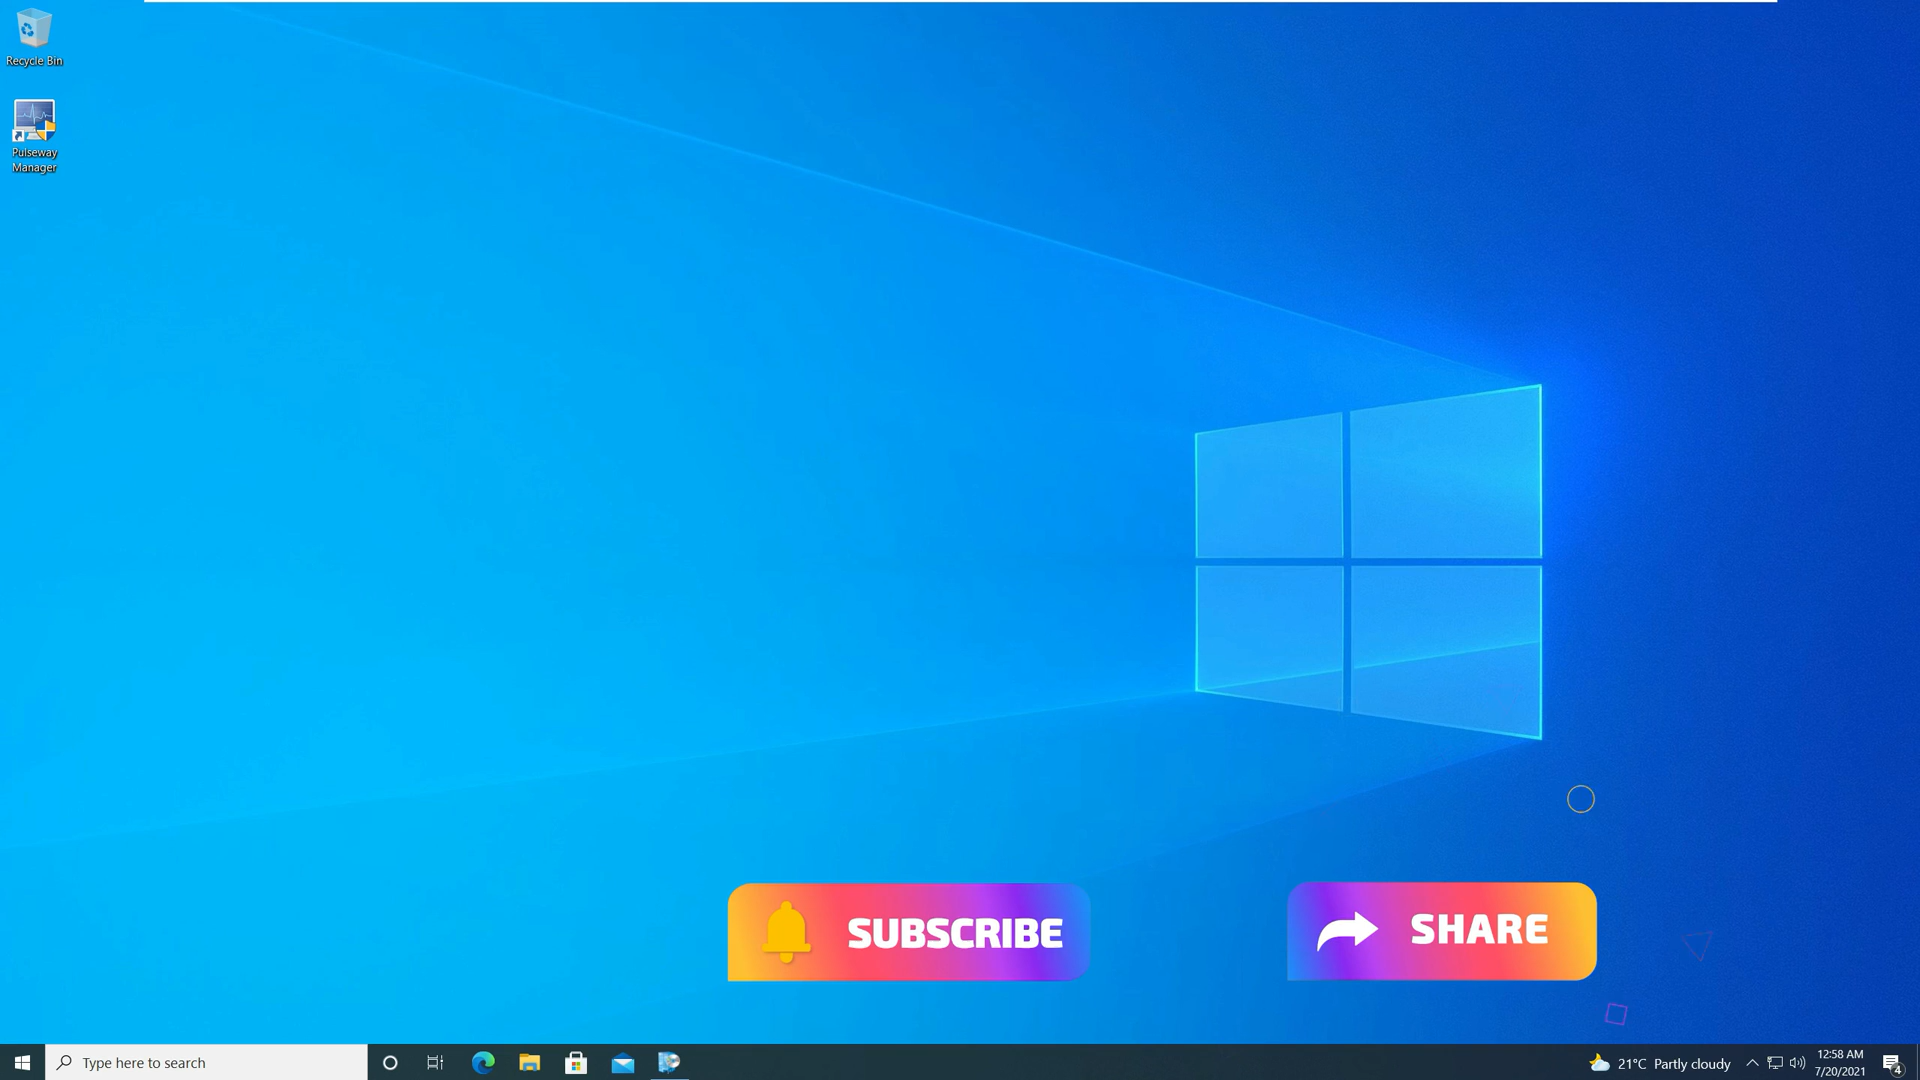 Recycle Bin
Pulseway
Manager
SUBSCRIBE
SHARE
Type here to search
21°C Partly cloudy
12:58 AM
7/20/2021
4